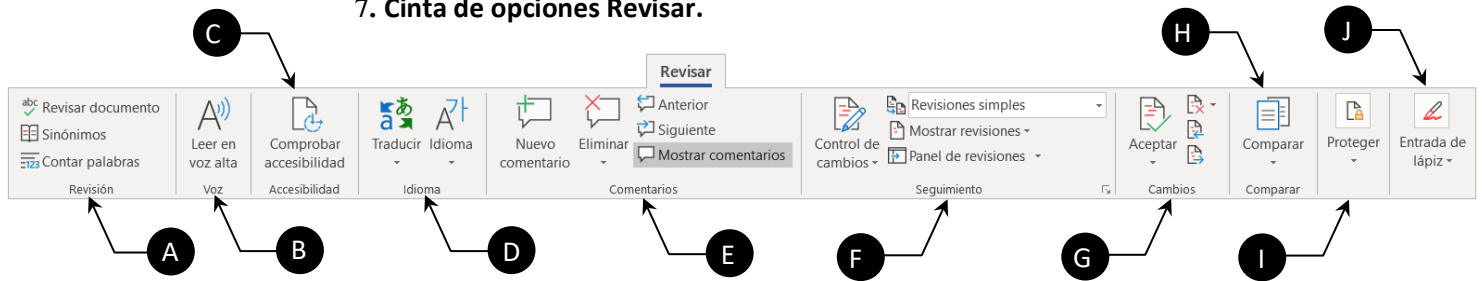 7. Cinta de opciones Revisar.
C
H
J
Revisar
abc Revisar documento
Sinónimos
123 Contar palabras
Revisión
Leer en
voz alta
Voz
Comprobar
accesibilidad
Accesibilidad
Traducir
Idioma
Idioma
Nuevo
comentario
Eliminar
Anterior
Siguiente
Mostrar comentarios
Comentarios
Control de
cambios
Revisiones simples
Mostrar revisiones
Panel de revisiones
Seguimiento
Aceptar
Cambios
Comparar
Comparar
Proteger
Entrada de
lápiz
A
B
D
E
F
G
I